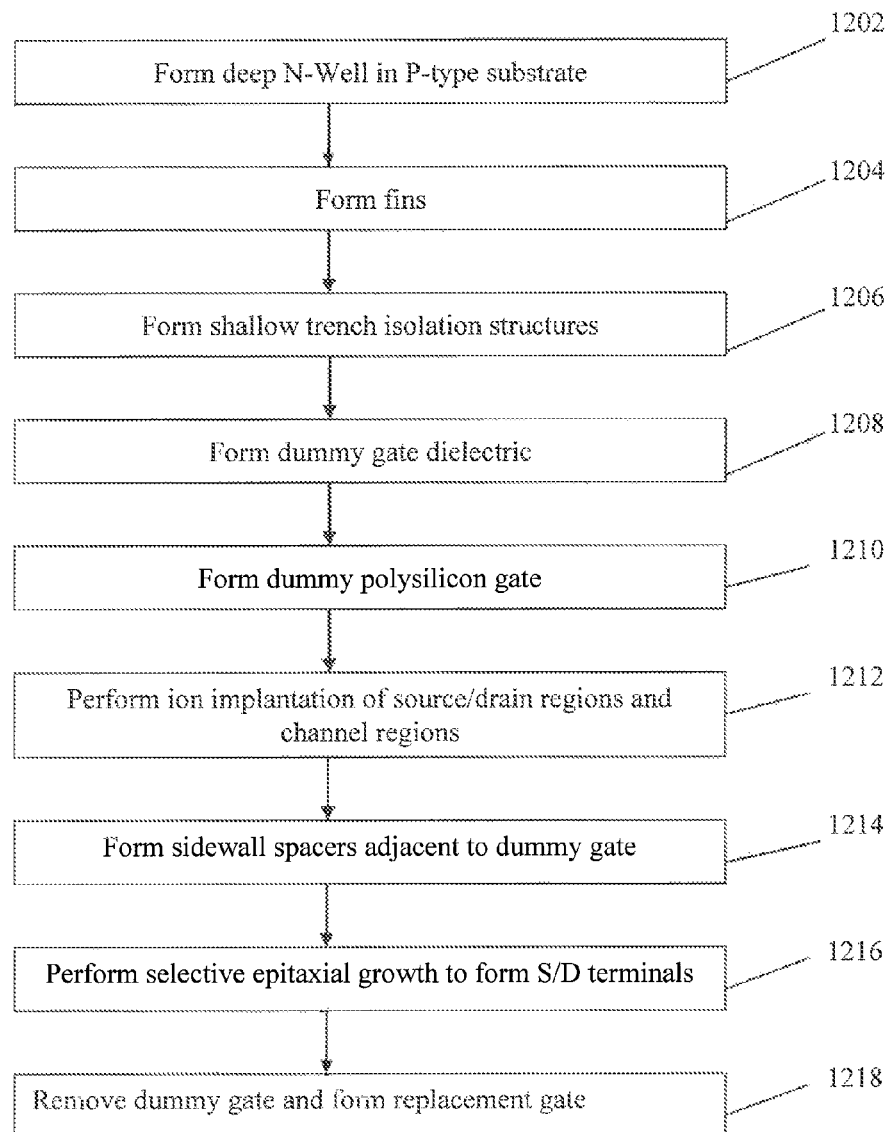 1202
Form deep N-Well in P-type substrate
1204
Form fins
1206
Form shallow trench isolation structures
1208
Form dummy gate dielectric
1210
Form dummy polysilicon gate
1212
Perform ion implantation of source/drain regions and
channel regions
1214
Form sidewall spacers adjacent to dummy gate
1216
Perform selective epitaxial growth to form S/D terminals
1218
Remove dummy gate and form replacement gate